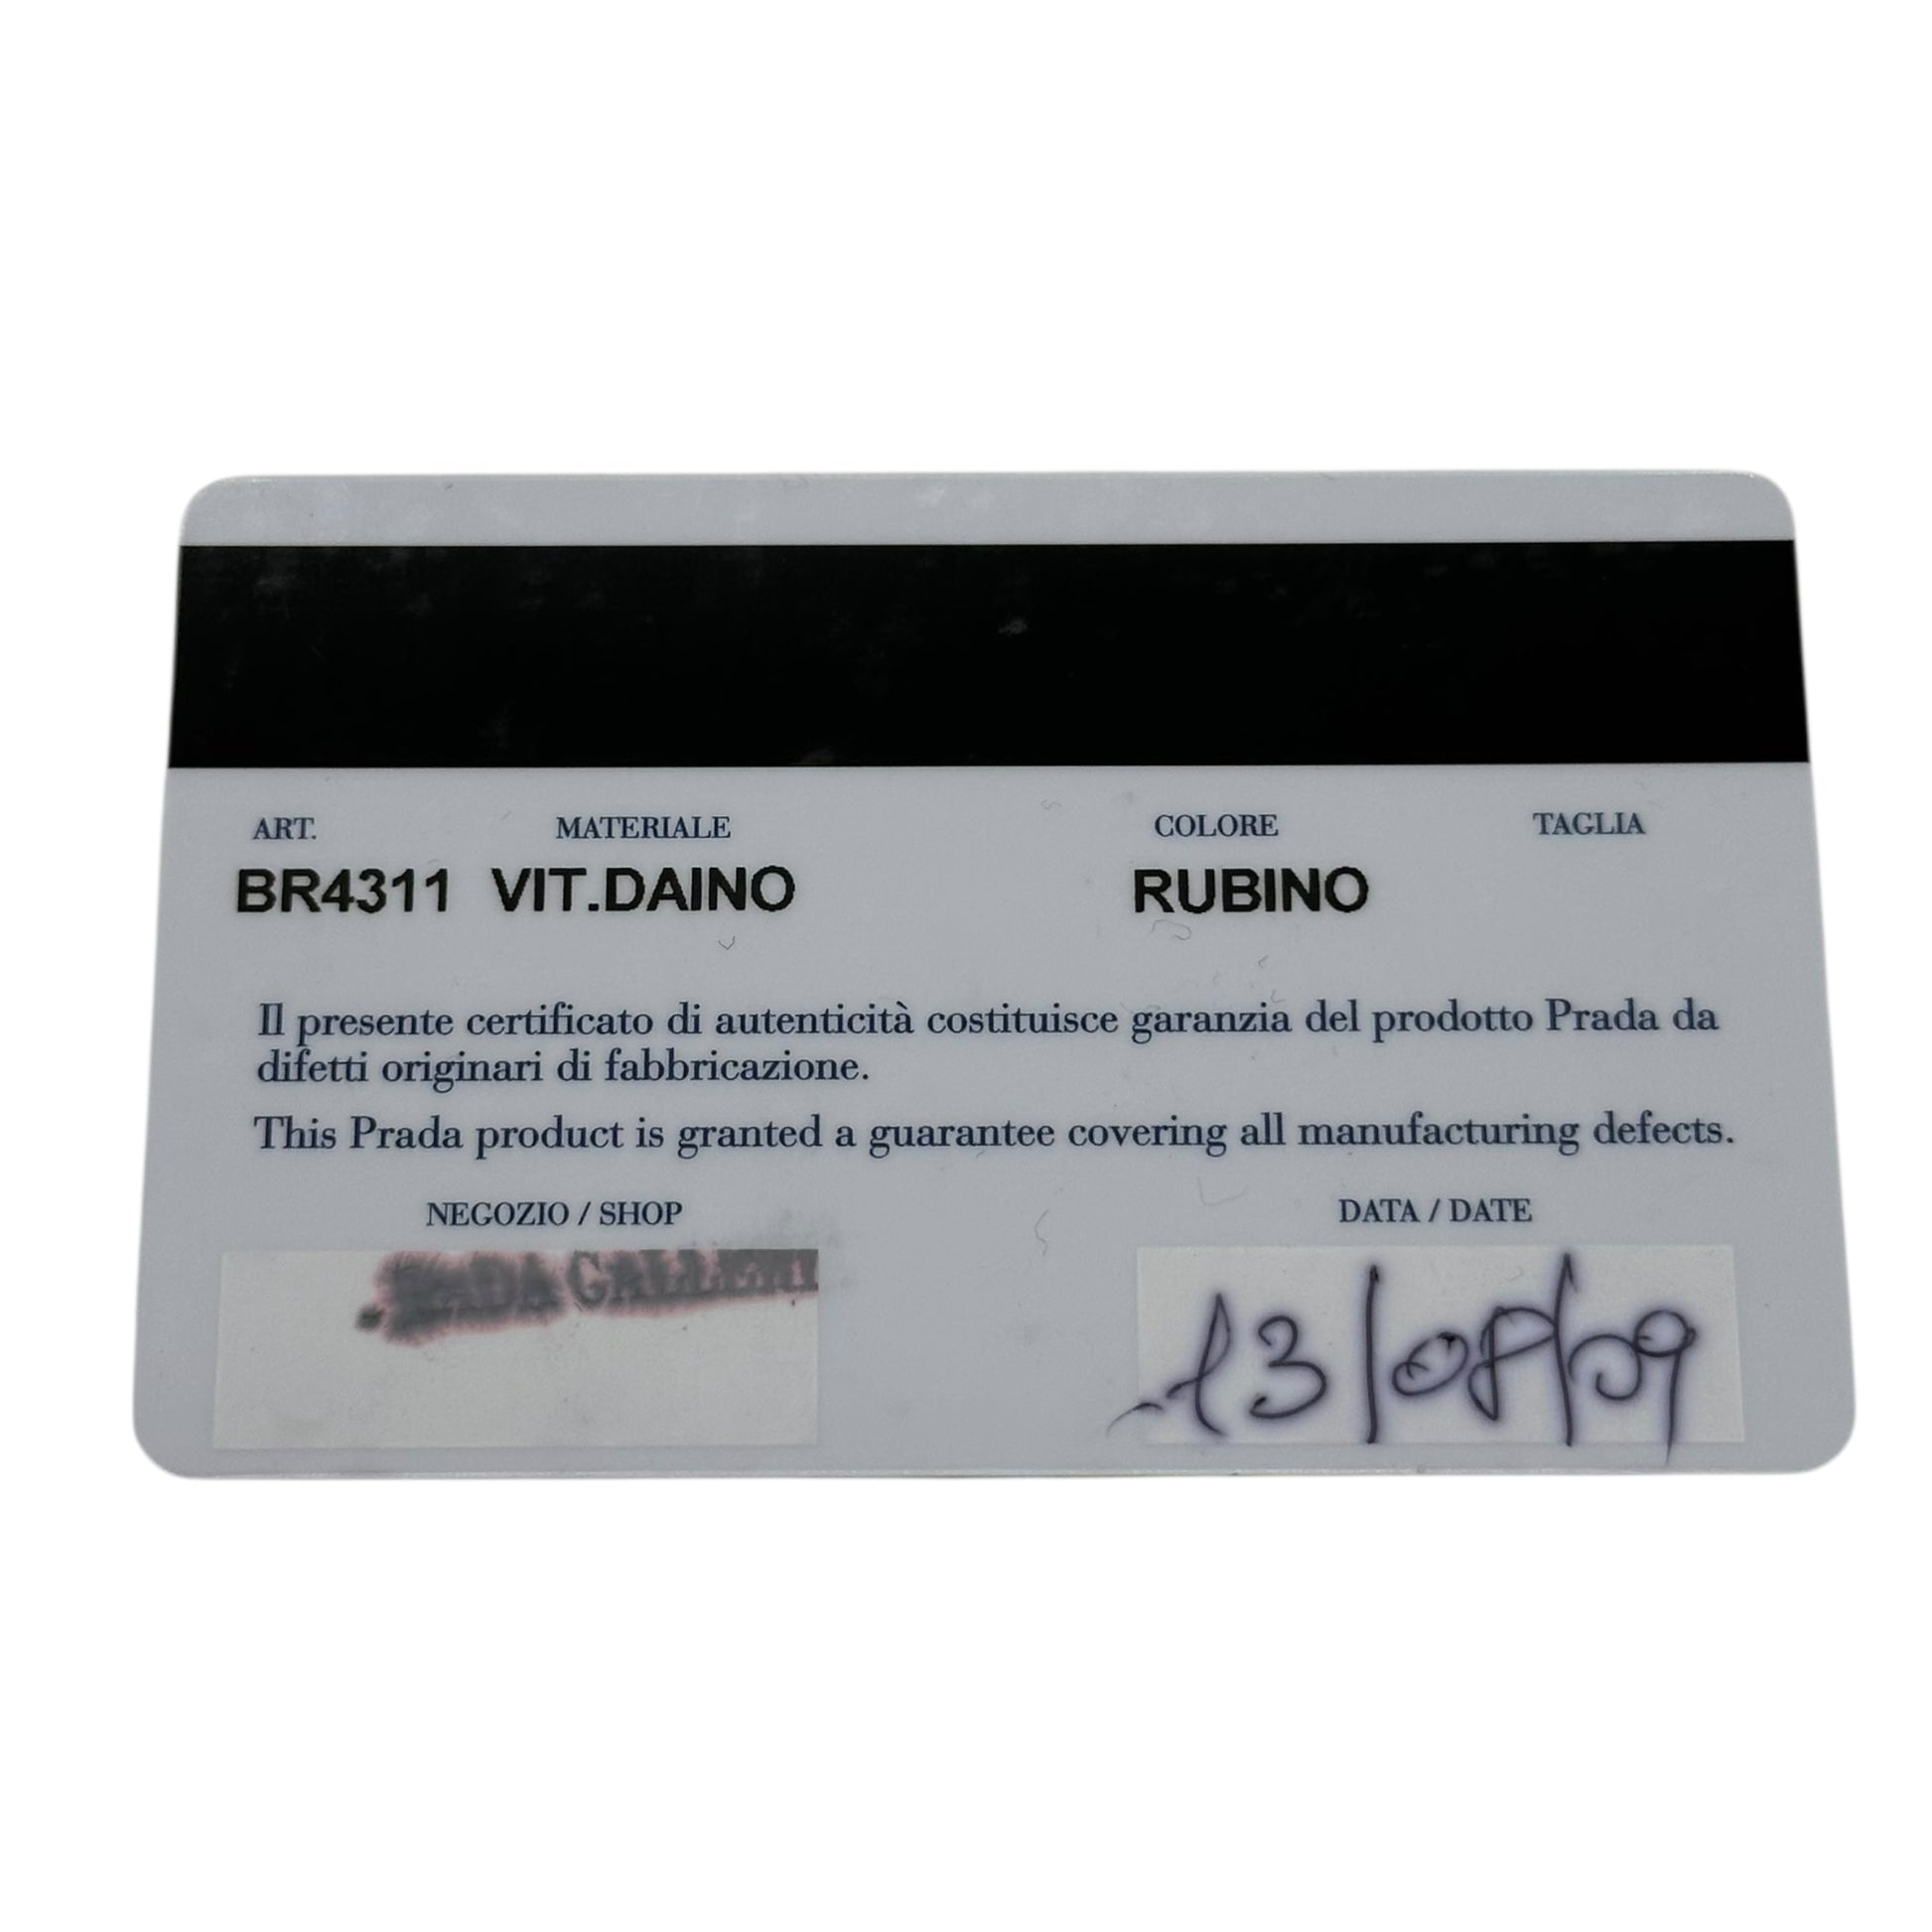 ART. MATERIALE COLORE TAGLIA
BR4311 VIT.DAINO RUBINO
Il presente certificato di autenticità costituisce garanzia del prodotto Prada da
difetti originari di fabbricazione.
This Prada product is granted a guarantee covering all manufacturing defects.
NEGOZIO / SHOP DATA / DATE
13/08/09